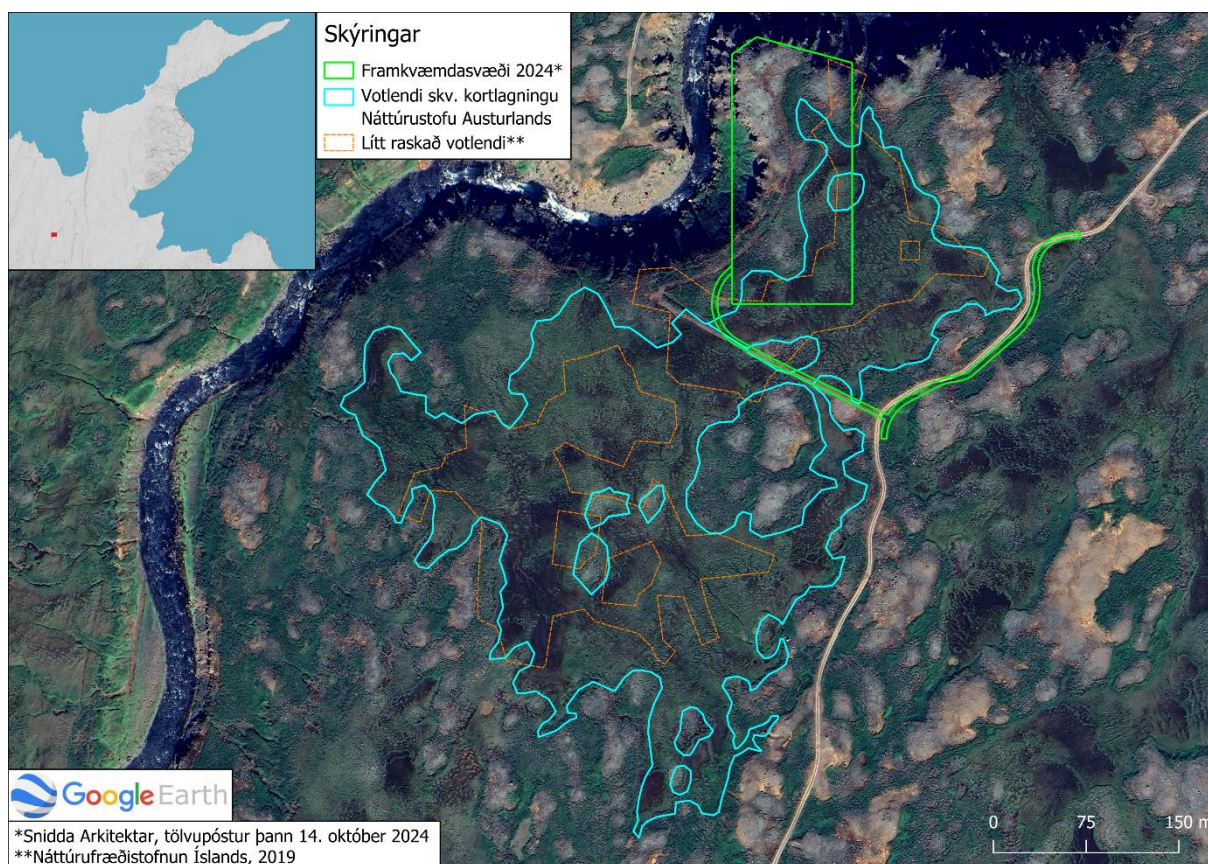 Skýringar
Framkvæmdasvæði 2024*
Votlendi skv. kortlagningu
Náttúrustofu Austurlands
Lítt raskað votlendi**
Google Earth
*Snidda Arkitektar, tölvupóstur þann 14. október 2024
**Náttúrufræðistofnun Íslands, 2019
0 75 150 m